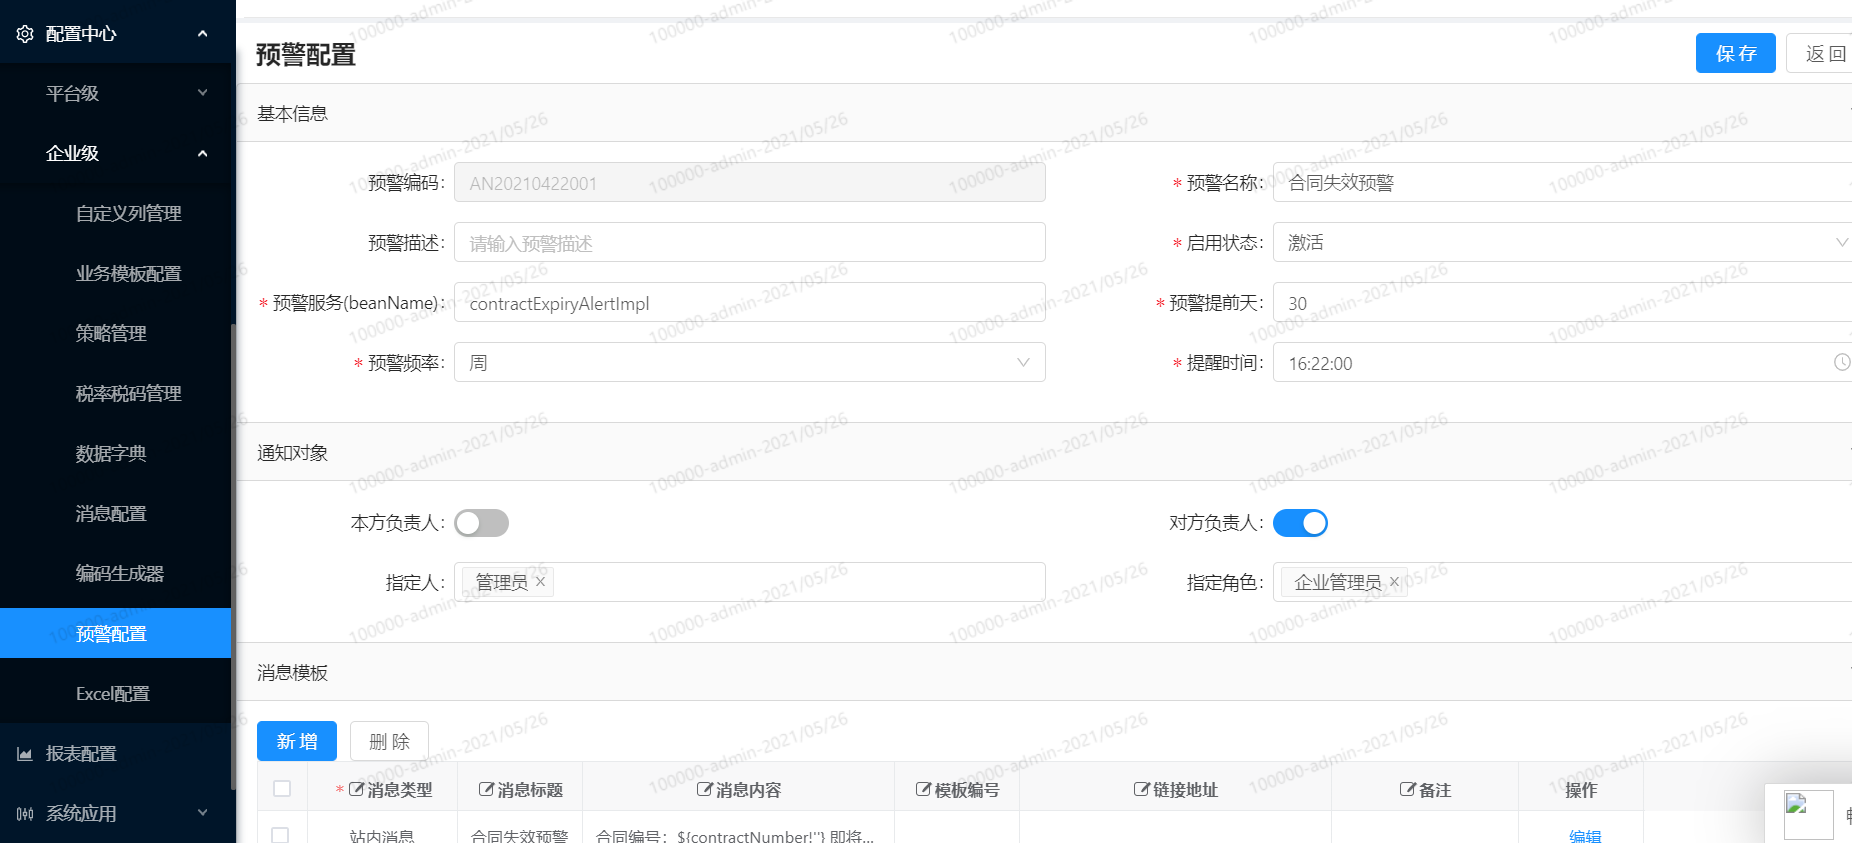 配置中心
平台级
企业级
自定义列管理
业务模板配置
策略管理
税率税码管理
数据字典
消息配置
编码生成器
预警配置
Excel配置
报表配置
系统应用
预警配置
保 存
返 回
基本信息
预警编码: AN20210422001
* 预警名称: 合同失效预警
预警描述: 请输入预警描述
* 启用状态: 激活
* 预警服务(beanName): contractExpiryAlertImpl
* 预警提前天: 30
* 预警频率: 周
* 提醒时间: 16:22:00
通知对象
本方负责人:
对方负责人:
指定人: 管理员 ×
指定角色: 企业管理员 ×
消息模板
新 增
删 除
* 消息类型 消息标题 消息内容 模板编号 链接地址 备注 操作
站内消息 合同失效预警 合同编号: ${contractNumber!''} 即将... 编辑
100000-admin-2021/05/26